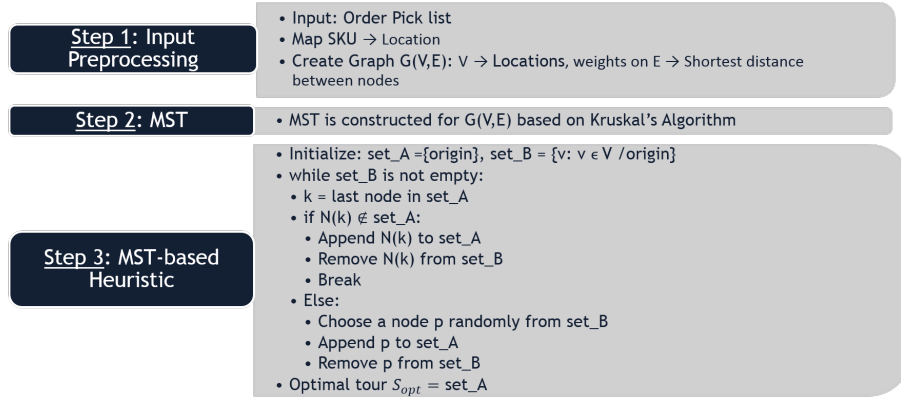 Step 1: Input
Preprocessing
• Input: Order Pick list
• Map SKU → Location
• Create Graph G(V,E): V → Locations, weights on E → Shortest distance
between nodes
Step 2: MST
• MST is constructed for G(V,E) based on Kruskal's Algorithm
Step 3: MST-based
Heuristic
• Initialize: set_A ={origin}, set_B = {v: v ϵ V /origin}
• while set_B is not empty:
• k = last node in set_A
• if N(k) ∉ set_A:
• Append N(k) to set_A
• Remove N(k) from set_B
• Break
• Else:
• Choose a node p randomly from set_B
• Append p to set_A
• Remove p from set_B
• Optimal tour S_opt = set_A